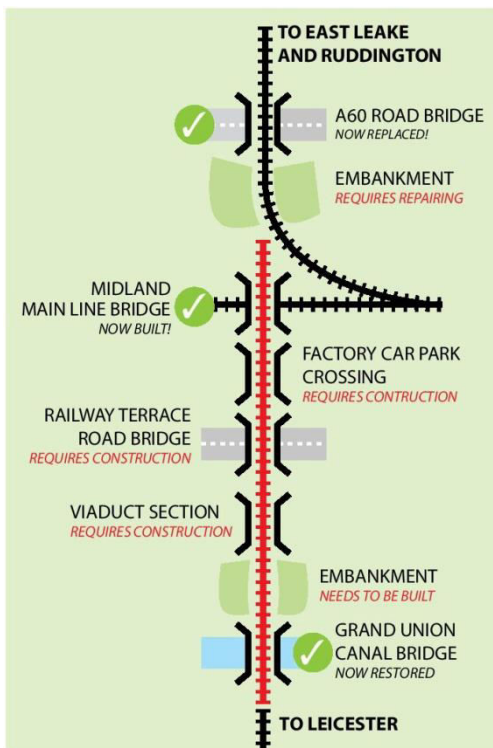 TO EAST LEAKE
AND RUDDINGTON
A60 ROAD BRIDGE
NOW REPLACED!
EMBANKMENT
REQUIRES REPAIRING
MIDLAND
MAIN LINE BRIDGE
NOW BUILT!
FACTORY CAR PARK
CROSSING
REQUIRES CONTRUCTION
RAILWAY TERRACE
ROAD BRIDGE
REQUIRES CONSTRUCTION
VIADUCT SECTION
REQUIRES CONSTRUCTION
EMBANKMENT
NEEDS TO BE BUILT
GRAND UNION
CANAL BRIDGE
NOW RESTORED
TO LEICESTER